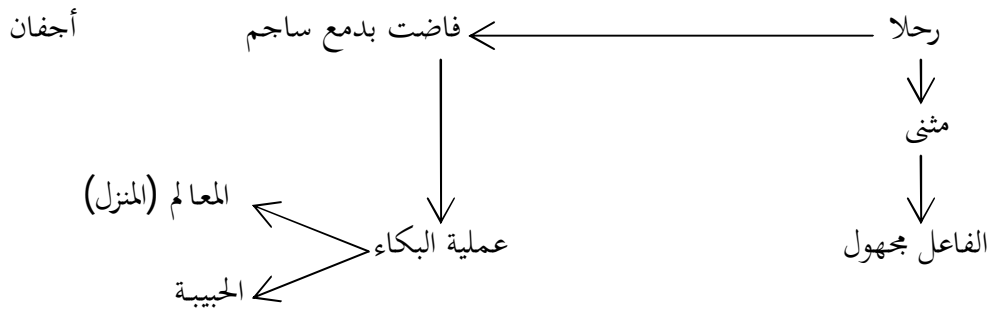 رحلا فاضت بدمع ساجم أجفان
مثنى
المعالم (المنزل)
الفاعل مجهول عملية البكاء
الحبيبة